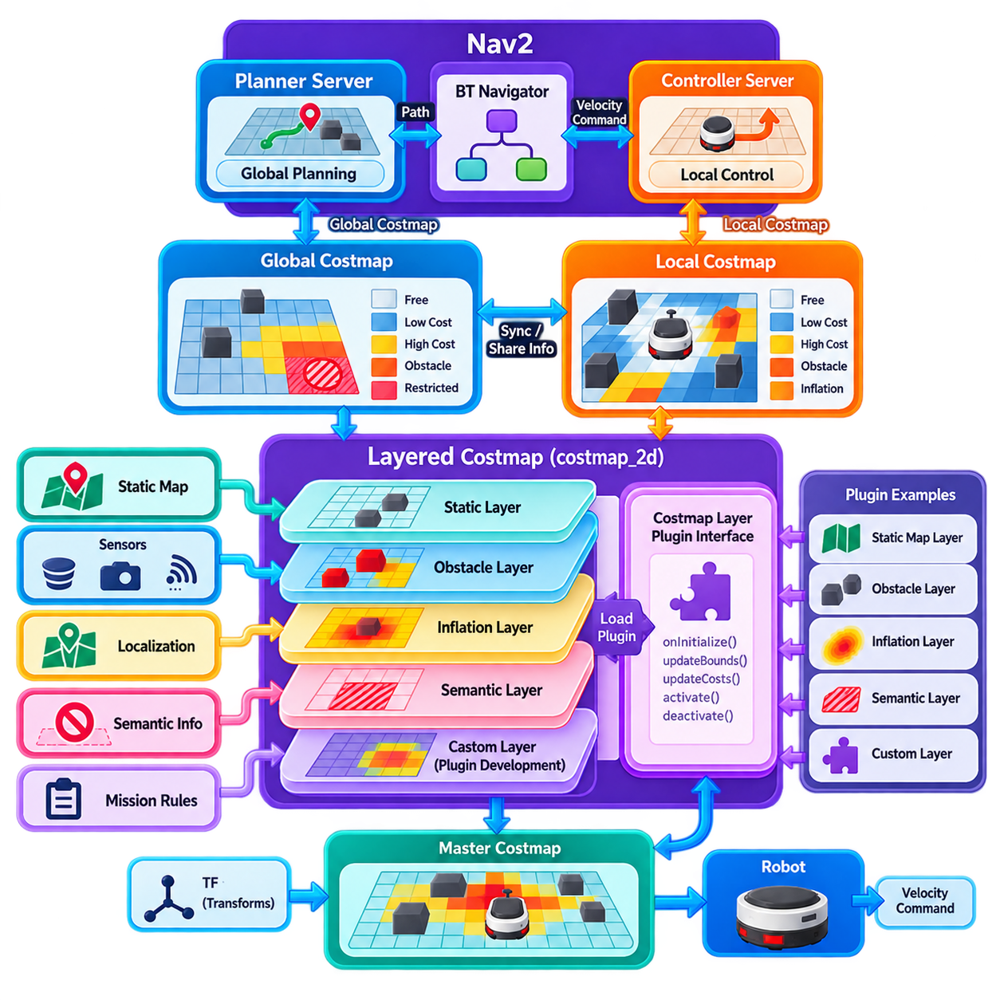 Nav2
Planner Server
Global Planning
Path
BT Navigator
Velocity
Command
Controller Server
Local Control
Global Costmap
Local Costmap
Global Costmap
Free
Low Cost
High Cost
Obstacle
Restricted
Sync /
Share Info
Local Costmap
Free
Low Cost
High Cost
Obstacle
Inflation
Layered Costmap (costmap_2d)
Static Map
Sensors
Localization
Semantic Info
Mission Rules
Static Layer
Obstacle Layer
Inflation Layer
Semantic Layer
Castom Layer
(Plugin Development)
Load
Plugin
Costmap Layer
Plugin Interface
onInitialize()
updateBounds()
updateCosts()
activate()
deactivate()
Plugin Examples
Static Map Layer
Obstacle Layer
Inflation Layer
Semantic Layer
Custom Layer
Master Costmap
TF
(Transforms)
Robot
Velocity
Command